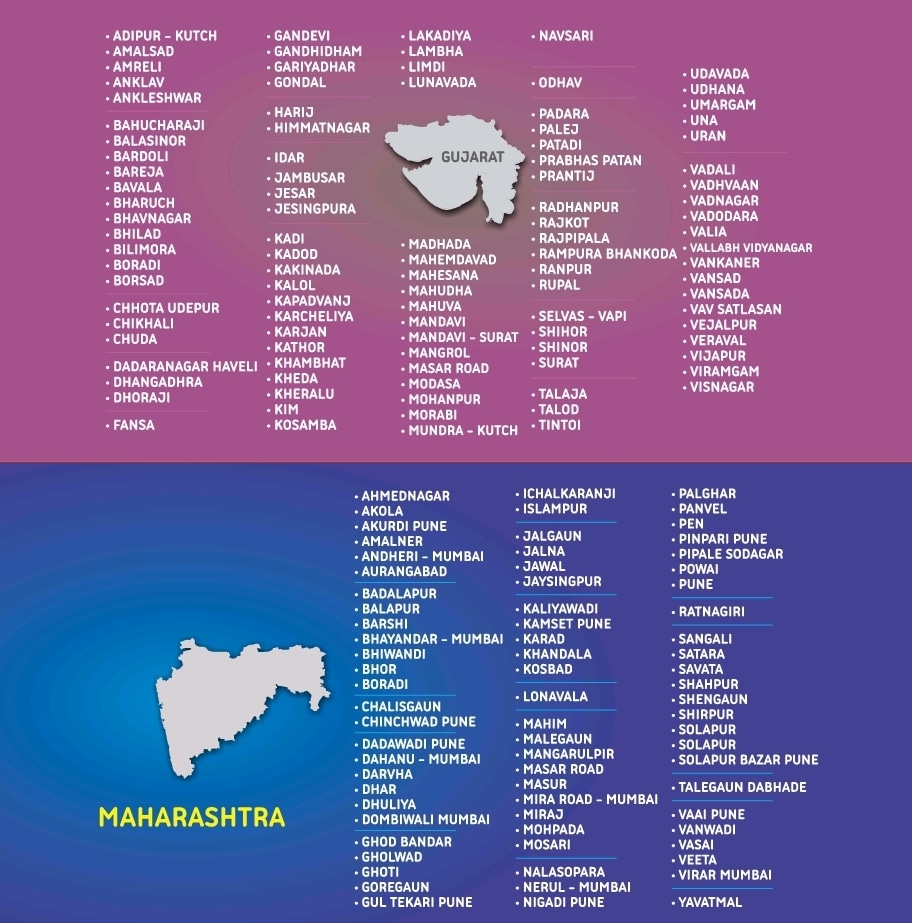 • ADIPUR – KUTCH
• AMALSAD
• AMRELI
• ANKLAV
• ANKLESHWAR
• BAHUCHARAJI
• BALASINOR
• BARDOLI
• BAREJA
• BAVALA
• BHARUCH
• BHAVNAGAR
• BHILAD
• BILIMORA
• BORADI
• BORSAD
• CHHOTA UDEPUR
• CHIKHALI
• CHUDA
• DADARANAGAR HAVELI
• DHANGADHRA
• DHORAJI
• FANSA
• GANDEVI
• GANDHIDHAM
• GARIYADHAR
• GONDAL
• HARIJ
• HIMMATNAGAR
• IDAR
• JAMBUSAR
• JESAR
• JESINGPURA
• KADI
• KADOD
• KAKINADA
• KALOL
• KAPADVANJ
• KARCHELIYA
• KARJAN
• KATHOR
• KHAMBHAT
• KHEDA
• KHERALU
• KIM
• KOSAMBA
• LAKADIYA
• LAMBHA
• LIMDI
• LUNAVADA
GUJARAT
• MADHADA
• MAHEMDAVAD
• MAHESANA
• MAHUDHA
• MAHUVA
• MANDAVI
• MANDAVI – SURAT
• MANGROL
• MASAR ROAD
• MODASA
• MOHANPUR
• MORABI
• MUNDRA – KUTCH
• NAVSARI
• ODHAV
• PADARA
• PALEJ
• PATADI
• PRABHAS PATAN
• PRANTIJ
• RADHANPUR
• RAJKOT
• RAJPIPALA
• RAMPURA BHANKODA
• RANPUR
• RUPAL
• SELVAS – VAPI
• SHIHOR
• SHINOR
• SURAT
• TALAJA
• TALOD
• TINTOI
• UDAVADA
• UDHANA
• UMARGAM
• UNA
• URAN
• VADALI
• VADHVAAN
• VADNAGAR
• VADODARA
• VALIA
• VALLABH VIDYANAGAR
• VANKANER
• VANSAD
• VANSADA
• VAV SATLASAN
• VEJALPUR
• VERAVAL
• VIJAPUR
• VIRAMGAM
• VISNAGAR
MAHARASHTRA
• AHMEDNAGAR
• AKOLA
• AKURDI PUNE
• AMALNER
• ANDHERI – MUMBAI
• AURANGABAD
• BADALAPUR
• BALAPUR
• BARSHI
• BHAYANDAR – MUMBAI
• BHIWANDI
• BHOR
• BORADI
• CHALISGAUN
• CHINCHWAD PUNE
• DADAWADI PUNE
• DAHANU – MUMBAI
• DARVHA
• DHAR
• DHULIYA
• DOMBIWALI MUMBAI
• GHOD BANDAR
• GHOLWAD
• GHOTI
• GOREGAUN
• GUL TEKARI PUNE
• ICHALKARANJI
• ISLAMPUR
• JALGAUN
• JALNA
• JAWAL
• JAYSINGPUR
• KALIYAWADI
• KAMSET PUNE
• KARAD
• KHANDALA
• KOSBAD
• LONAVALA
• MAHIM
• MALEGAUN
• MANGARULPIR
• MASAR ROAD
• MASUR
• MIRA ROAD – MUMBAI
• MIRAJ
• MOHPADA
• MOSARI
• NALASOPARA
• NERUL – MUMBAI
• NIGADI PUNE
• PALGHAR
• PANVEL
• PEN
• PINPARI PUNE
• PIPALE SODAGAR
• POWAI
• PUNE
• RATNAGIRI
• SANGALI
• SATARA
• SAVATA
• SHAHPUR
• SHENGAUN
• SHIRPUR
• SOLAPUR
• SOLAPUR
• SOLAPUR BAZAR PUNE
• TALEGAUN DABHADE
• VAAI PUNE
• VANWADI
• VASAI
• VEETA
• VIRAR MUMBAI
• YAVATMAL